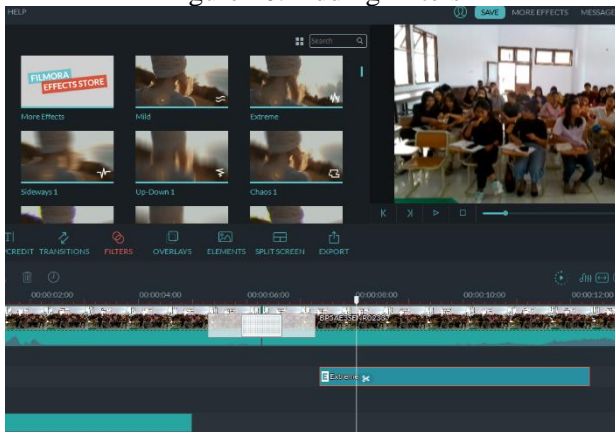 HELP
SAVE
MORE EFFECTS
MESSAGE
Search
FILMORA
EFFECTS STORE
More Effects
Mild
Extreme
Sideways 1
Up-Down 1
Chaos 1
CREDIT
TRANSITIONS
FILTERS
OVERLAYS
ELEMENTS
SPLIT SCREEN
EXPORT
00:00:02:00
00:00:04:00
00:00:06:00
00:00:08:00
00:00:10:00
00:00:12:00
E Extreme